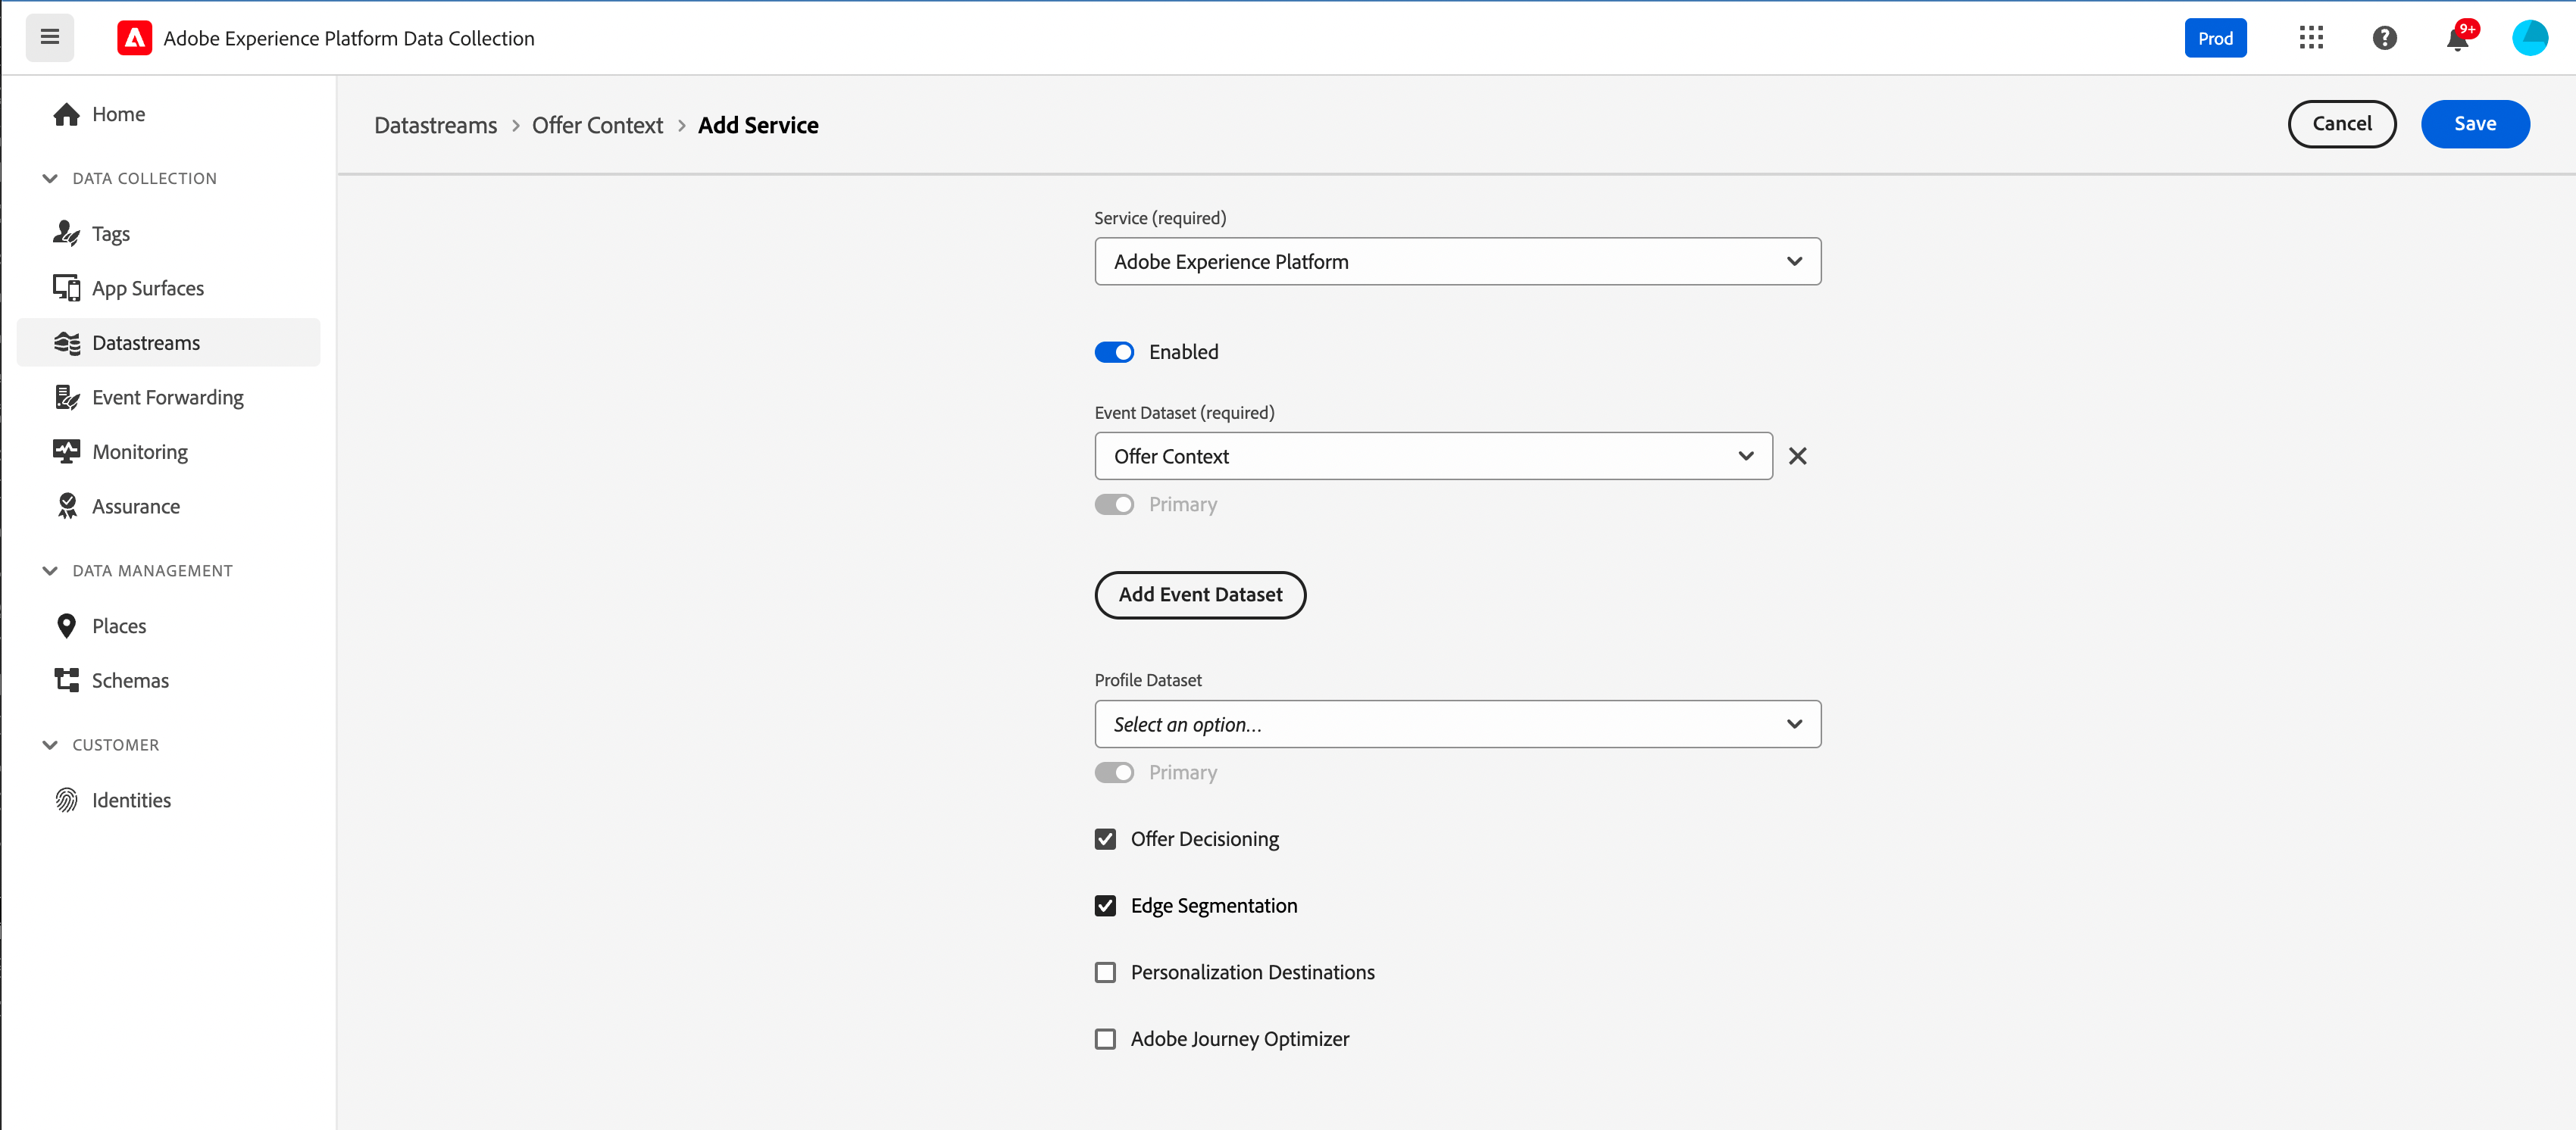 Adobe Experience Platform Data Collection
Prod
9+
Home
DATA COLLECTION
Tags
App Surfaces
Datastreams
Event Forwarding
Monitoring
Assurance
DATA MANAGEMENT
Places
Schemas
CUSTOMER
Identities
Datastreams > Offer Context > Add Service
Cancel
Save
Service (required)
Adobe Experience Platform
Enabled
Event Dataset (required)
Offer Context
Primary
Add Event Dataset
Profile Dataset
Select an option...
Primary
Offer Decisioning
Edge Segmentation
Personalization Destinations
Adobe Journey Optimizer